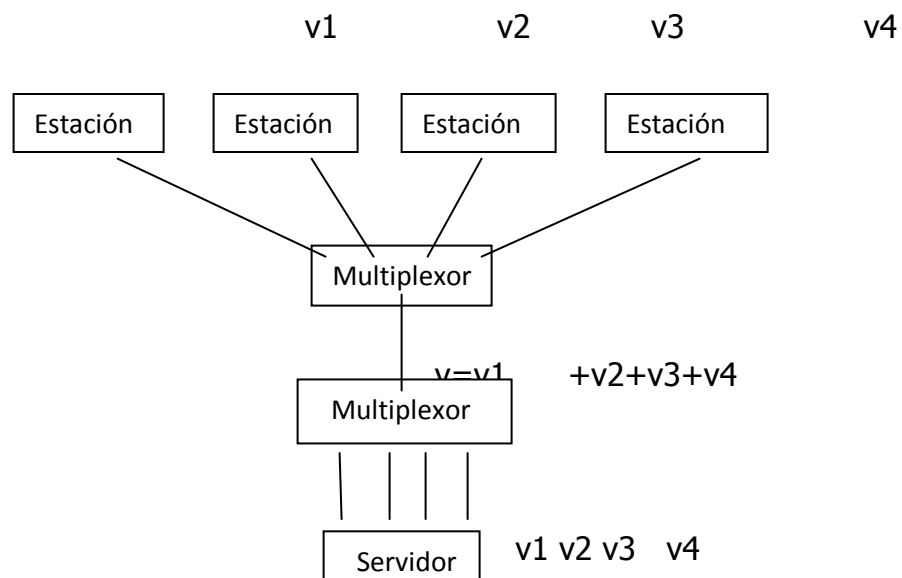 v1 v2 v3 v4
Estación Estación Estación Estación
Multiplexor
v=v1 +v2+v3+v4
Multiplexor
v1 v2 v3 v4
Servidor